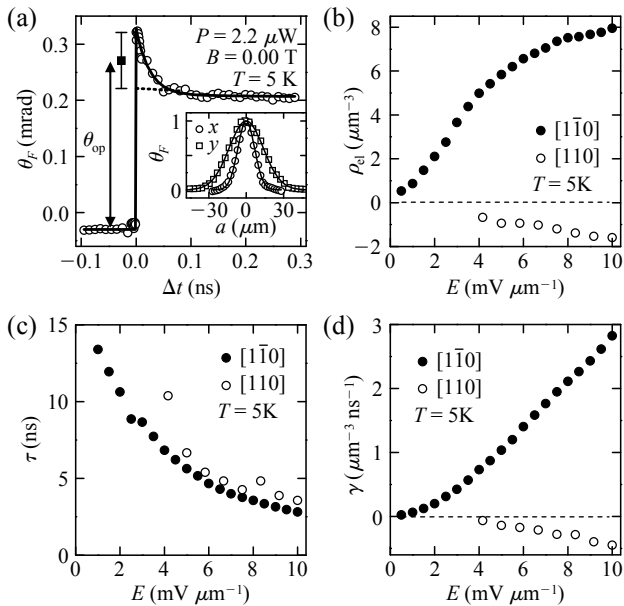 (a)
P = 2.2 μW
B = 0.00 T
T = 5 K
0.3
0.2
0.1
0.0
θ_F (mrad)
θ_op
−0.1
0.0
0.1
0.2
0.3
Δt (ns)
θ_F
1
0
x
y
−30
0
30
a (μm)
(b)
8
6
4
2
0
−2
ρ_el (μm⁻³)
[11̄0]
[110]
T = 5K
0 2 4 6 8 10
E (mV μm⁻¹)
(c)
15
10
5
0
τ (ns)
[11̄0]
[110]
T = 5K
0 2 4 6 8 10
E (mV μm⁻¹)
(d)
3
2
1
0
γ (μm⁻³ ns⁻¹)
[11̄0]
[110]
T = 5K
0 2 4 6 8 10
E (mV μm⁻¹)